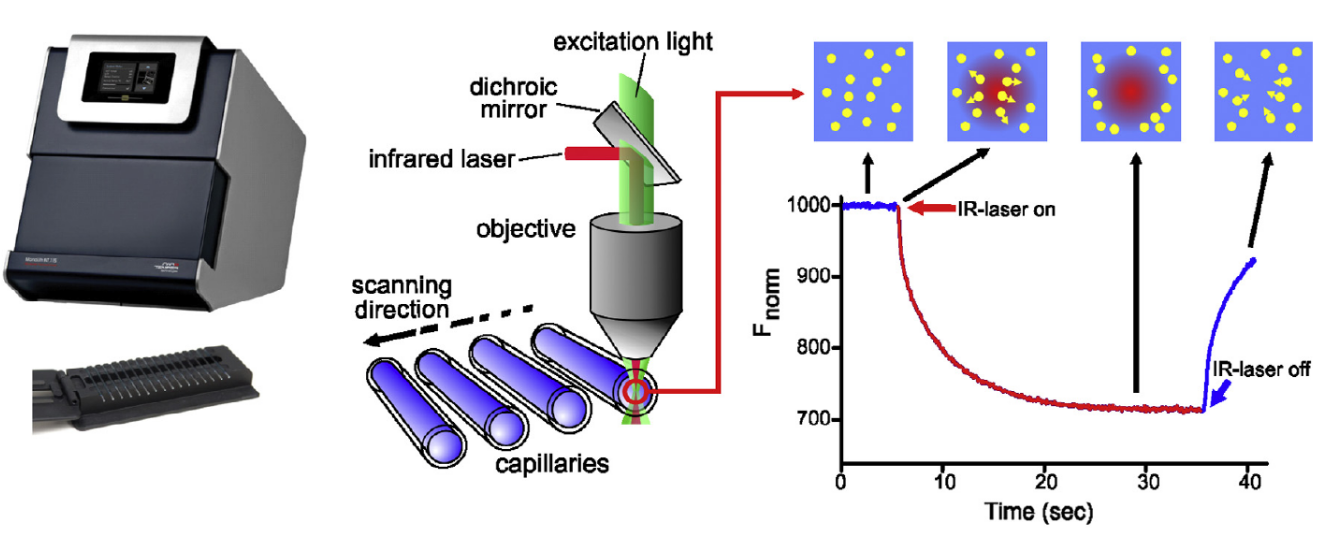 excitation light
dichroic
mirror
infrared laser
objective
scanning
direction
capillaries
1000
900
800
700
F norm
IR-laser on
IR-laser off
0
10
20
30
40
Time (sec)